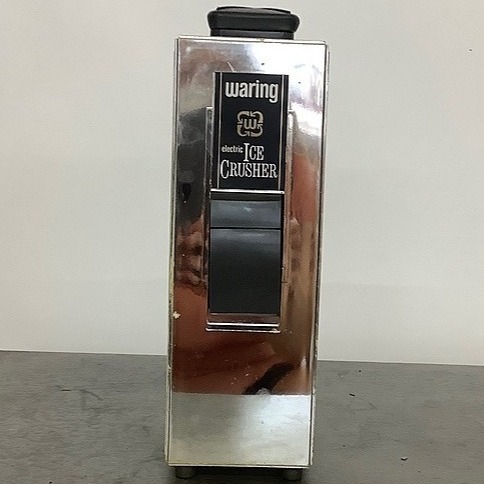 waring
W
electric ICE
CRUSHER